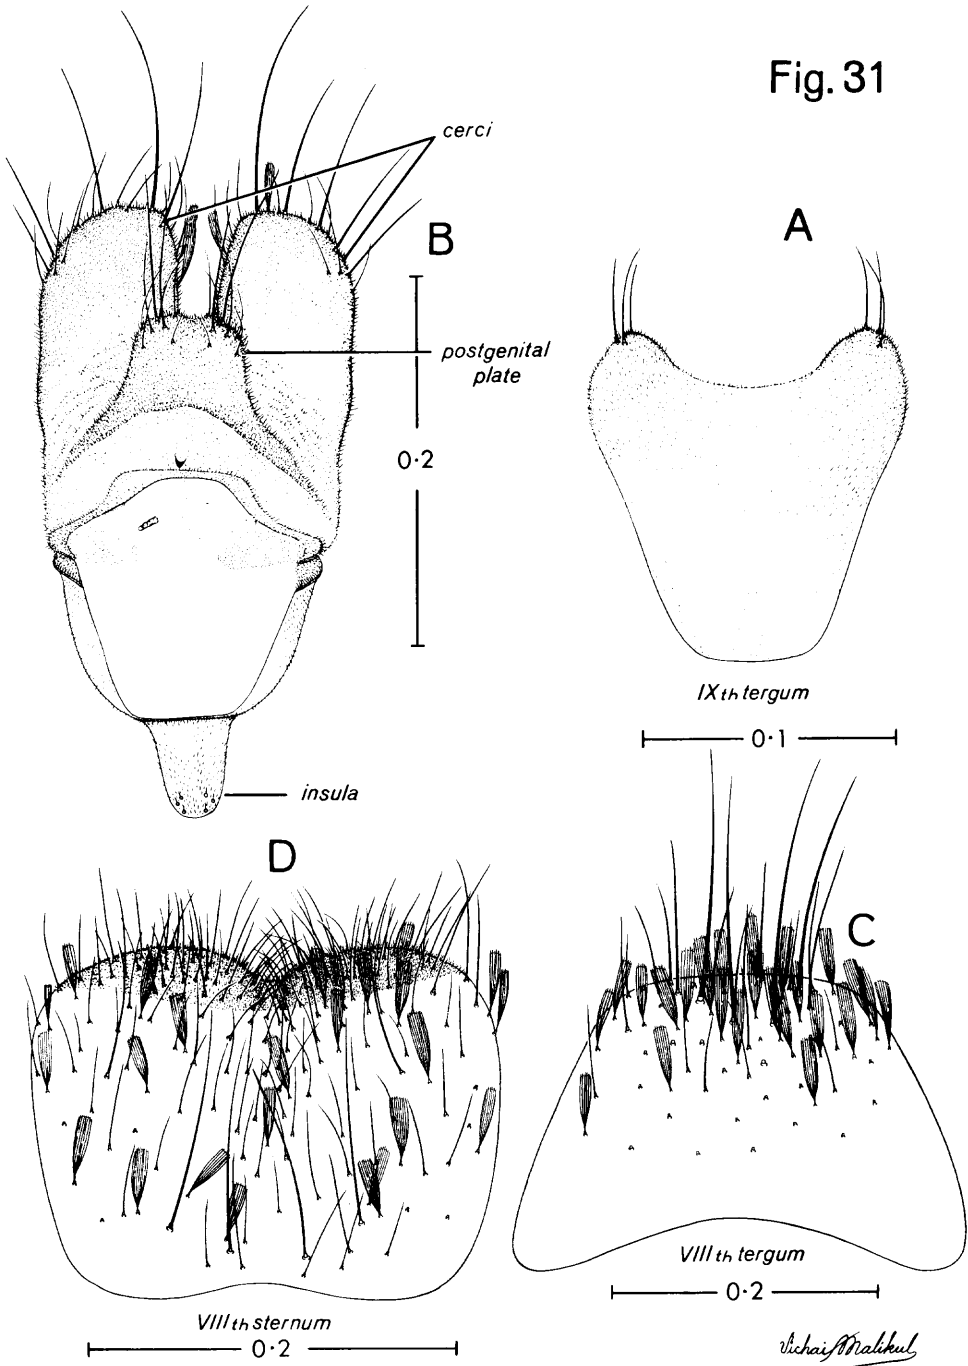 Fig. 31
cerci
B
A
postgenital
plate
0·2
IXth tergum
0·1
insula
D
C
VIIIth tergum
0·2
VIIIth sternum
0·2
Vichai Malikul